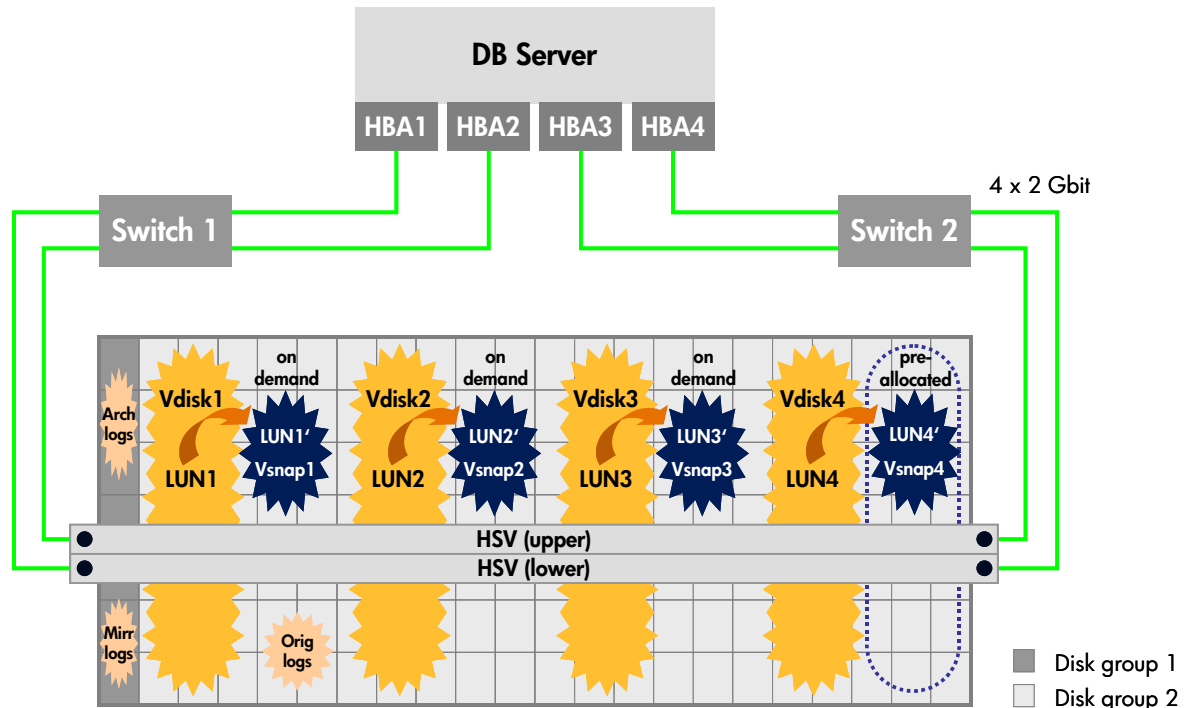 DB Server
HBA1
HBA2
HBA3
HBA4
4 x 2 Gbit
Switch 1
Switch 2
on
demand
on
demand
on
demand
pre-
allocated
Vdisk1
Vdisk2
Vdisk3
Vdisk4
Arch
logs
LUN1'
LUN2'
LUN3'
LUN4'
LUN1
Vsnap1
LUN2
Vsnap2
LUN3
Vsnap3
LUN4
Vsnap4
HSV (upper)
HSV (lower)
Mirr
logs
Orig
logs
Disk group 1
Disk group 2